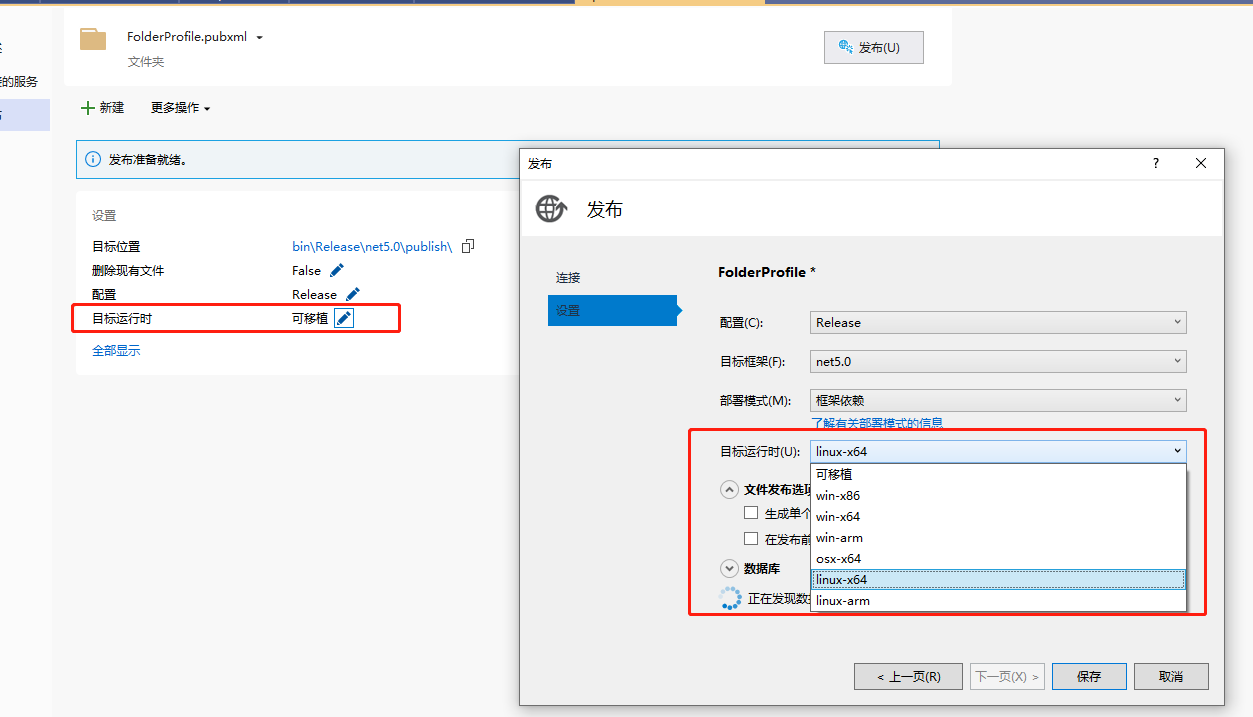 FolderProfile.pubxml
文件夹
发布(U)
的服务
新建
更多操作
发布准备就绪。
设置
目标位置
bin\Release\net5.0\publish\
删除现有文件
False
配置
Release
目标运行时
可移植
全部显示
发布
?
发布
连接
设置
FolderProfile *
配置(C):
Release
目标框架(F):
net5.0
部署模式(M):
框架依赖
了解有关部署模式的信息
目标运行时(U):
linux-x64
可移植
文件发布选项
win-x86
生成单个
win-x64
在发布前
win-arm
osx-x64
数据库
linux-x64
正在发现数
linux-arm
< 上一页(R)
下一页(X) >
保存
取消